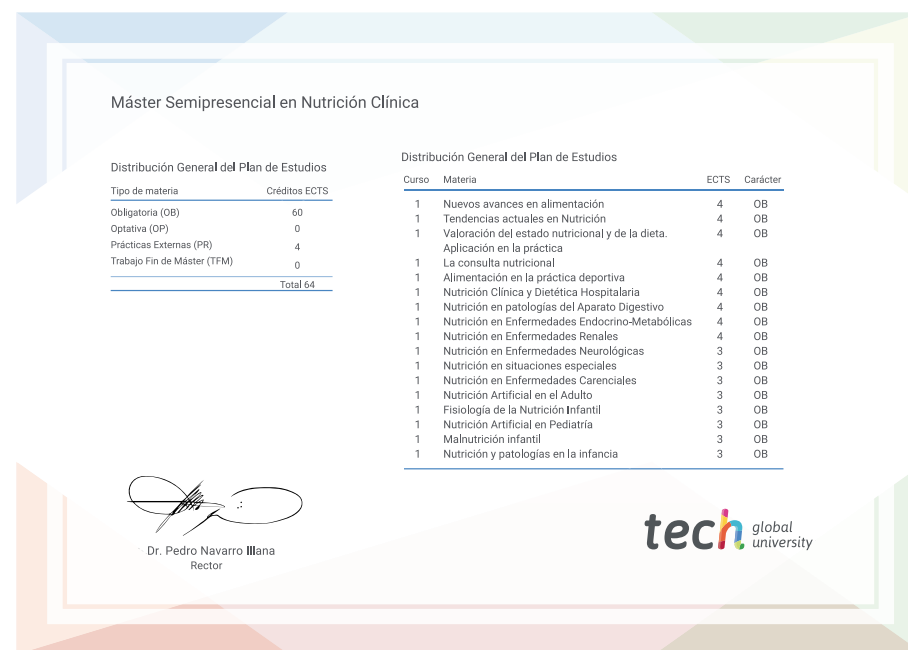 Máster Semipresencial en Nutrición Clínica
Distribución General del Plan de Estudios
Tipo de materia Créditos ECTS
Obligatoria (OB) 60
Optativa (OP) 0
Prácticas Externas (PR) 4
Trabajo Fin de Máster (TFM) 0
Total 64
Distribución General del Plan de Estudios
Curso Materia ECTS Carácter
1 Nuevos avances en alimentación 4 OB
1 Tendencias actuales en Nutrición 4 OB
1 Valoración del estado nutricional y de la dieta. 4 OB
Aplicación en la práctica
1 La consulta nutricional 4 OB
1 Alimentación en la práctica deportiva 4 OB
1 Nutrición Clínica y Dietética Hospitalaria 4 OB
1 Nutrición en patologías del Aparato Digestivo 4 OB
1 Nutrición en Enfermedades Endocrino-Metabólicas 4 OB
1 Nutrición en Enfermedades Renales 4 OB
1 Nutrición en Enfermedades Neurológicas 3 OB
1 Nutrición en situaciones especiales 3 OB
1 Nutrición en Enfermedades Carenciales 3 OB
1 Nutrición Artificial en el Adulto 3 OB
1 Fisiología de la Nutrición Infantil 3 OB
1 Nutrición Artificial en Pediatría 3 OB
1 Malnutrición infantil 3 OB
1 Nutrición y patologías en la infancia 3 OB
Dr. Pedro Navarro Illana
Rector
tech global
university